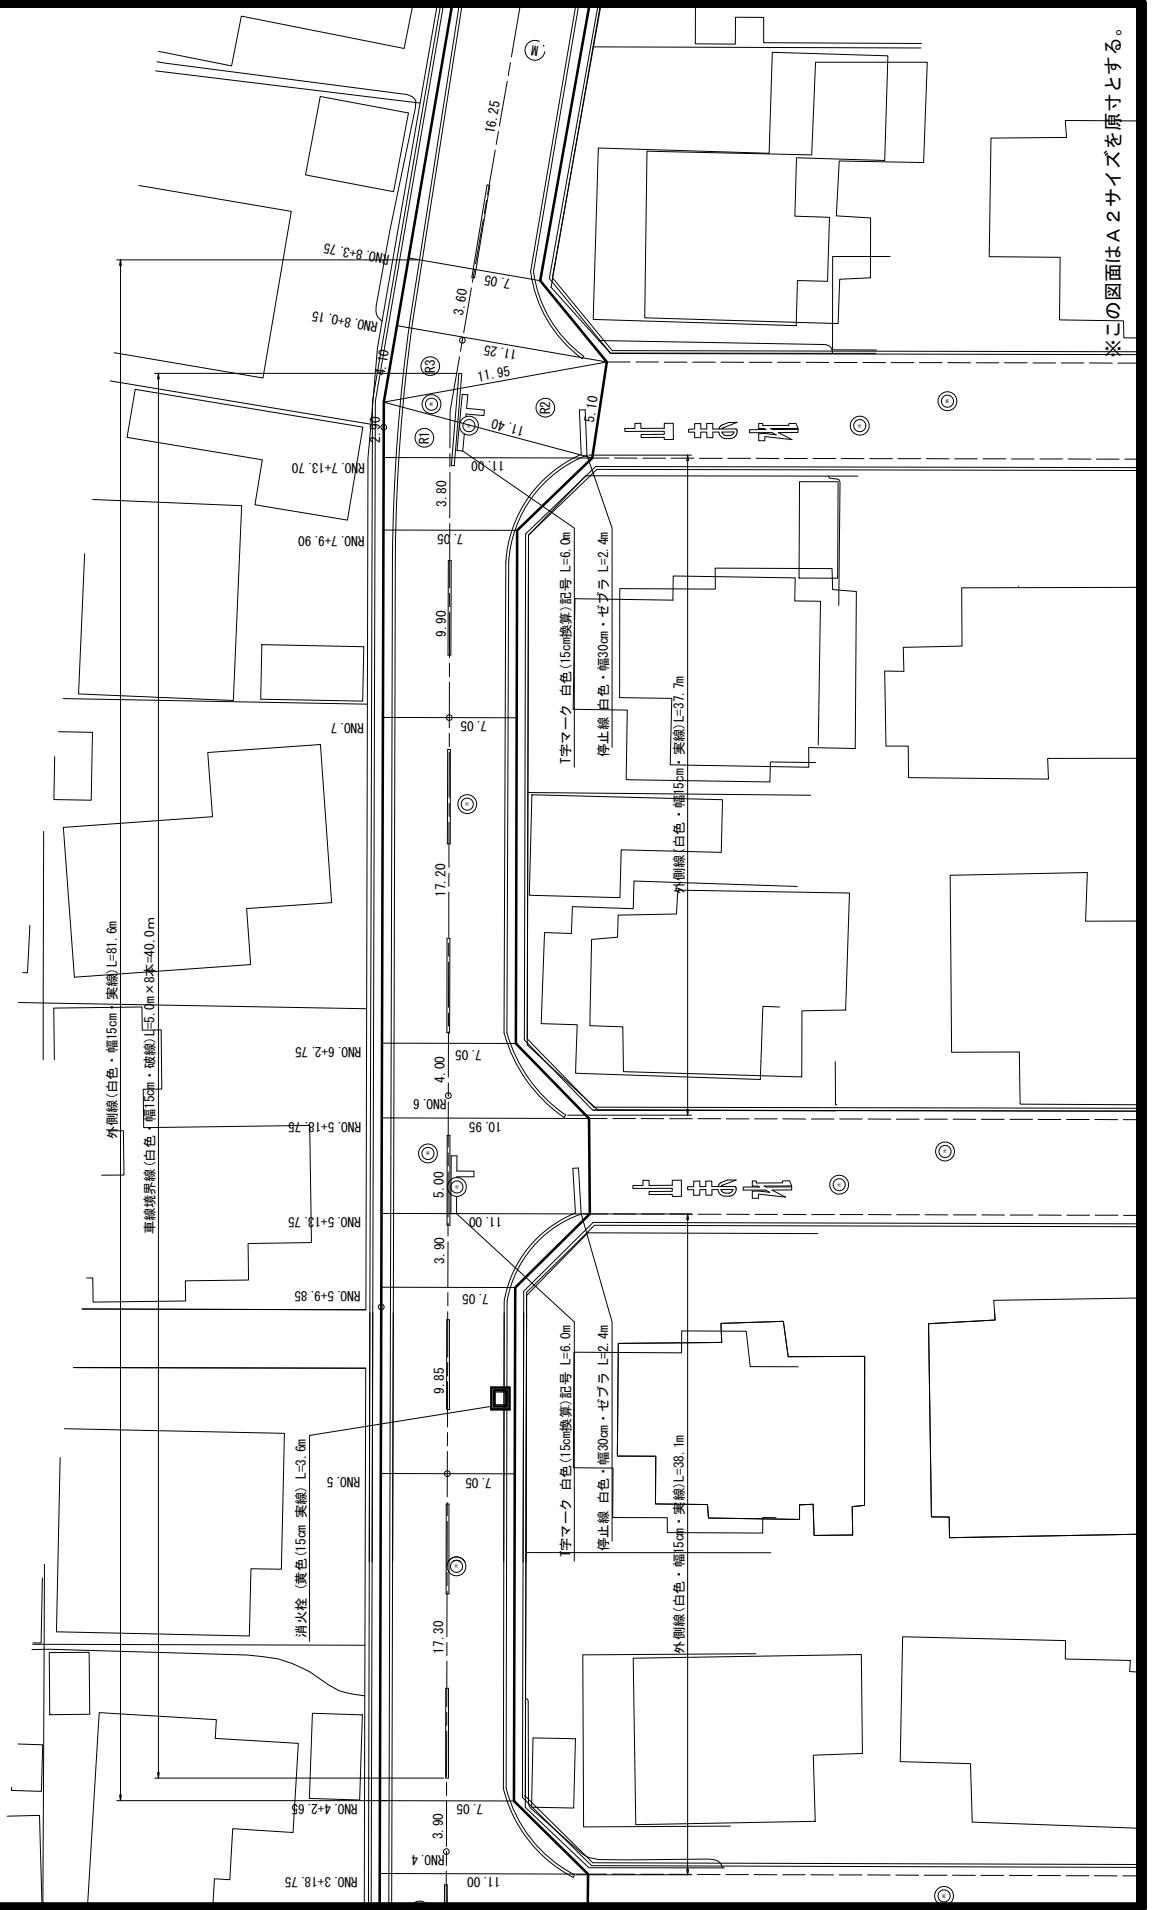 ※この図面はA２サイズを原寸とする。
M
16.25
RNO.8+3.75
7.05
3.60
RNO.8+0.15
11.25
4.10
R3
11.95
R2
5.10
2.90
R1
11.40
止まれ
RNO.7+13.70
11.00
3.80
RNO.7+9.90
7.05
9.90
T字マーク 白色(15cm換算)記号 L=6.0m
停止線 白色・幅30cm・ゼブラ L=2.4m
外側線(白色・幅15cm・実線)L=37.7m
RNO.7
7.05
17.20
外側線(白色・幅15cm・実線)L=81.6m
車線境界線(白色・幅15cm・破線)L=5.0m×8本=40.0m
RNO.6+2.75
7.05
4.00
RNO.6
RNO.5+18.75
10.95
5.00
止まれ
RNO.5+13.75
11.00
3.90
RNO.5+9.85
7.05
9.85
T字マーク 白色(15cm換算)記号 L=6.0m
停止線 白色・幅30cm・ゼブラ L=2.4m
外側線(白色・幅15cm・実線)L=38.1m
消火栓 (黄色(15cm 実線) L=3.6m
RNO.5
7.05
17.30
RNO.4+2.65
7.05
3.90
RNO.4
RNO.3+18.75
11.00